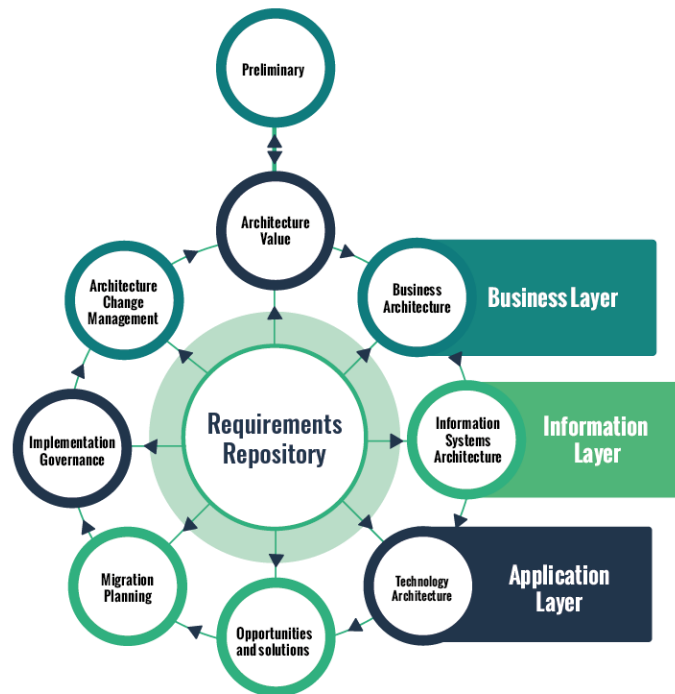 Preliminary
Architecture
Value
Architecture
Change
Management
Business
Architecture
Business Layer
Requirements
Repository
Implementation
Governance
Information
Systems
Architecture
Information
Layer
Migration
Planning
Technology
Architecture
Application
Layer
Opportunities
and solutions